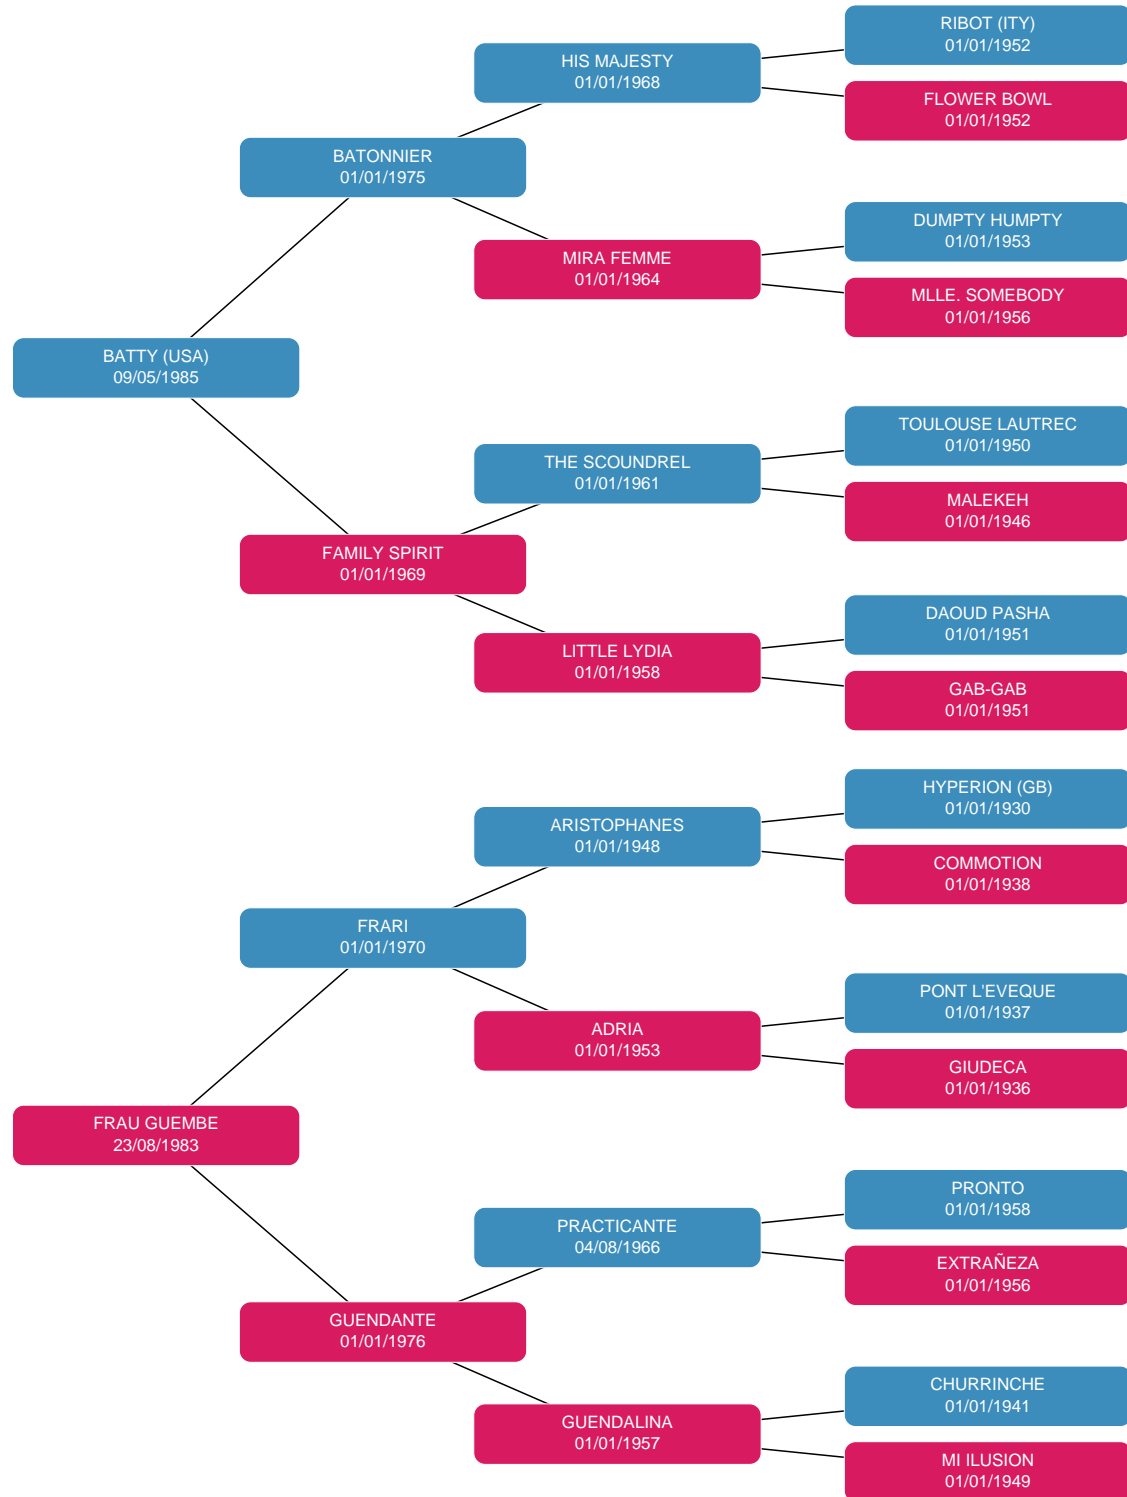 RIBOT (ITY)
01/01/1952
HIS MAJESTY
01/01/1968
FLOWER BOWL
01/01/1952
BATONNIER
01/01/1975
DUMPTY HUMPTY
01/01/1953
MIRA FEMME
01/01/1964
MLLE. SOMEBODY
01/01/1956
BATTY (USA)
09/05/1985
TOULOUSE LAUTREC
01/01/1950
THE SCOUNDREL
01/01/1961
MALEKEH
01/01/1946
FAMILY SPIRIT
01/01/1969
DAOUD PASHA
01/01/1951
LITTLE LYDIA
01/01/1958
GAB-GAB
01/01/1951
HYPERION (GB)
01/01/1930
ARISTOPHANES
01/01/1948
COMMOTION
01/01/1938
FRARI
01/01/1970
PONT L'EVEQUE
01/01/1937
ADRIA
01/01/1953
GIUDECA
01/01/1936
FRAU GUEMBE
23/08/1983
PRONTO
01/01/1958
PRACTICANTE
04/08/1966
EXTRAÑEZA
01/01/1956
GUENDANTE
01/01/1976
CHURRINCHE
01/01/1941
GUENDALINA
01/01/1957
MI ILUSION
01/01/1949